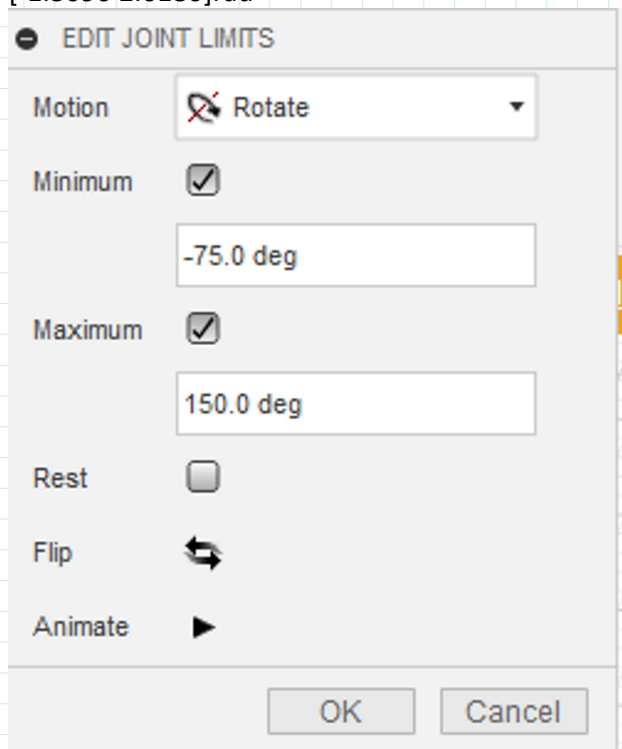 EDIT JOINT LIMITS
Motion Rotate
Minimum
-75.0 deg
Maximum
150.0 deg
Rest
Flip
Animate
OK Cancel